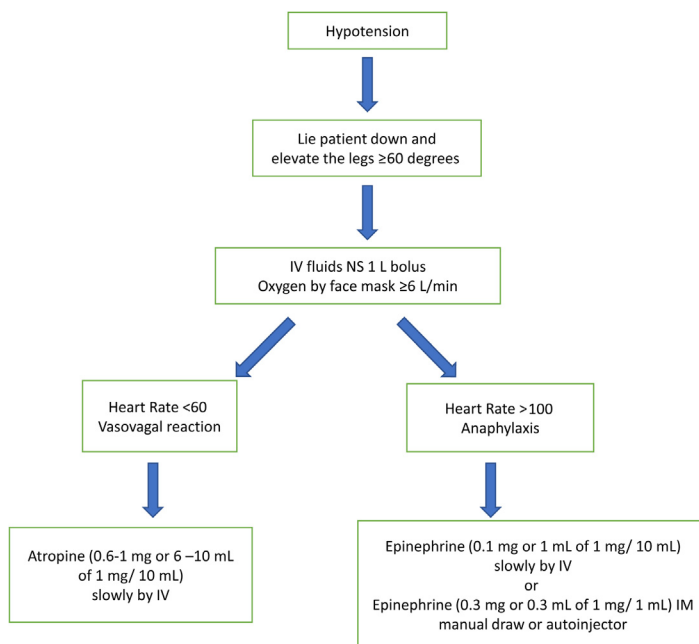 Hypotension
Lie patient down and
elevate the legs ≥60 degrees
IV fluids NS 1 L bolus
Oxygen by face mask ≥6 L/min
Heart Rate <60
Vasovagal reaction
Heart Rate >100
Anaphylaxis
Atropine (0.6-1 mg or 6 –10 mL
of 1 mg/ 10 mL)
slowly by IV
Epinephrine (0.1 mg or 1 mL of 1 mg/ 10 mL)
slowly by IV
or
Epinephrine (0.3 mg or 0.3 mL of 1 mg/ 1 mL) IM
manual draw or autoinjector